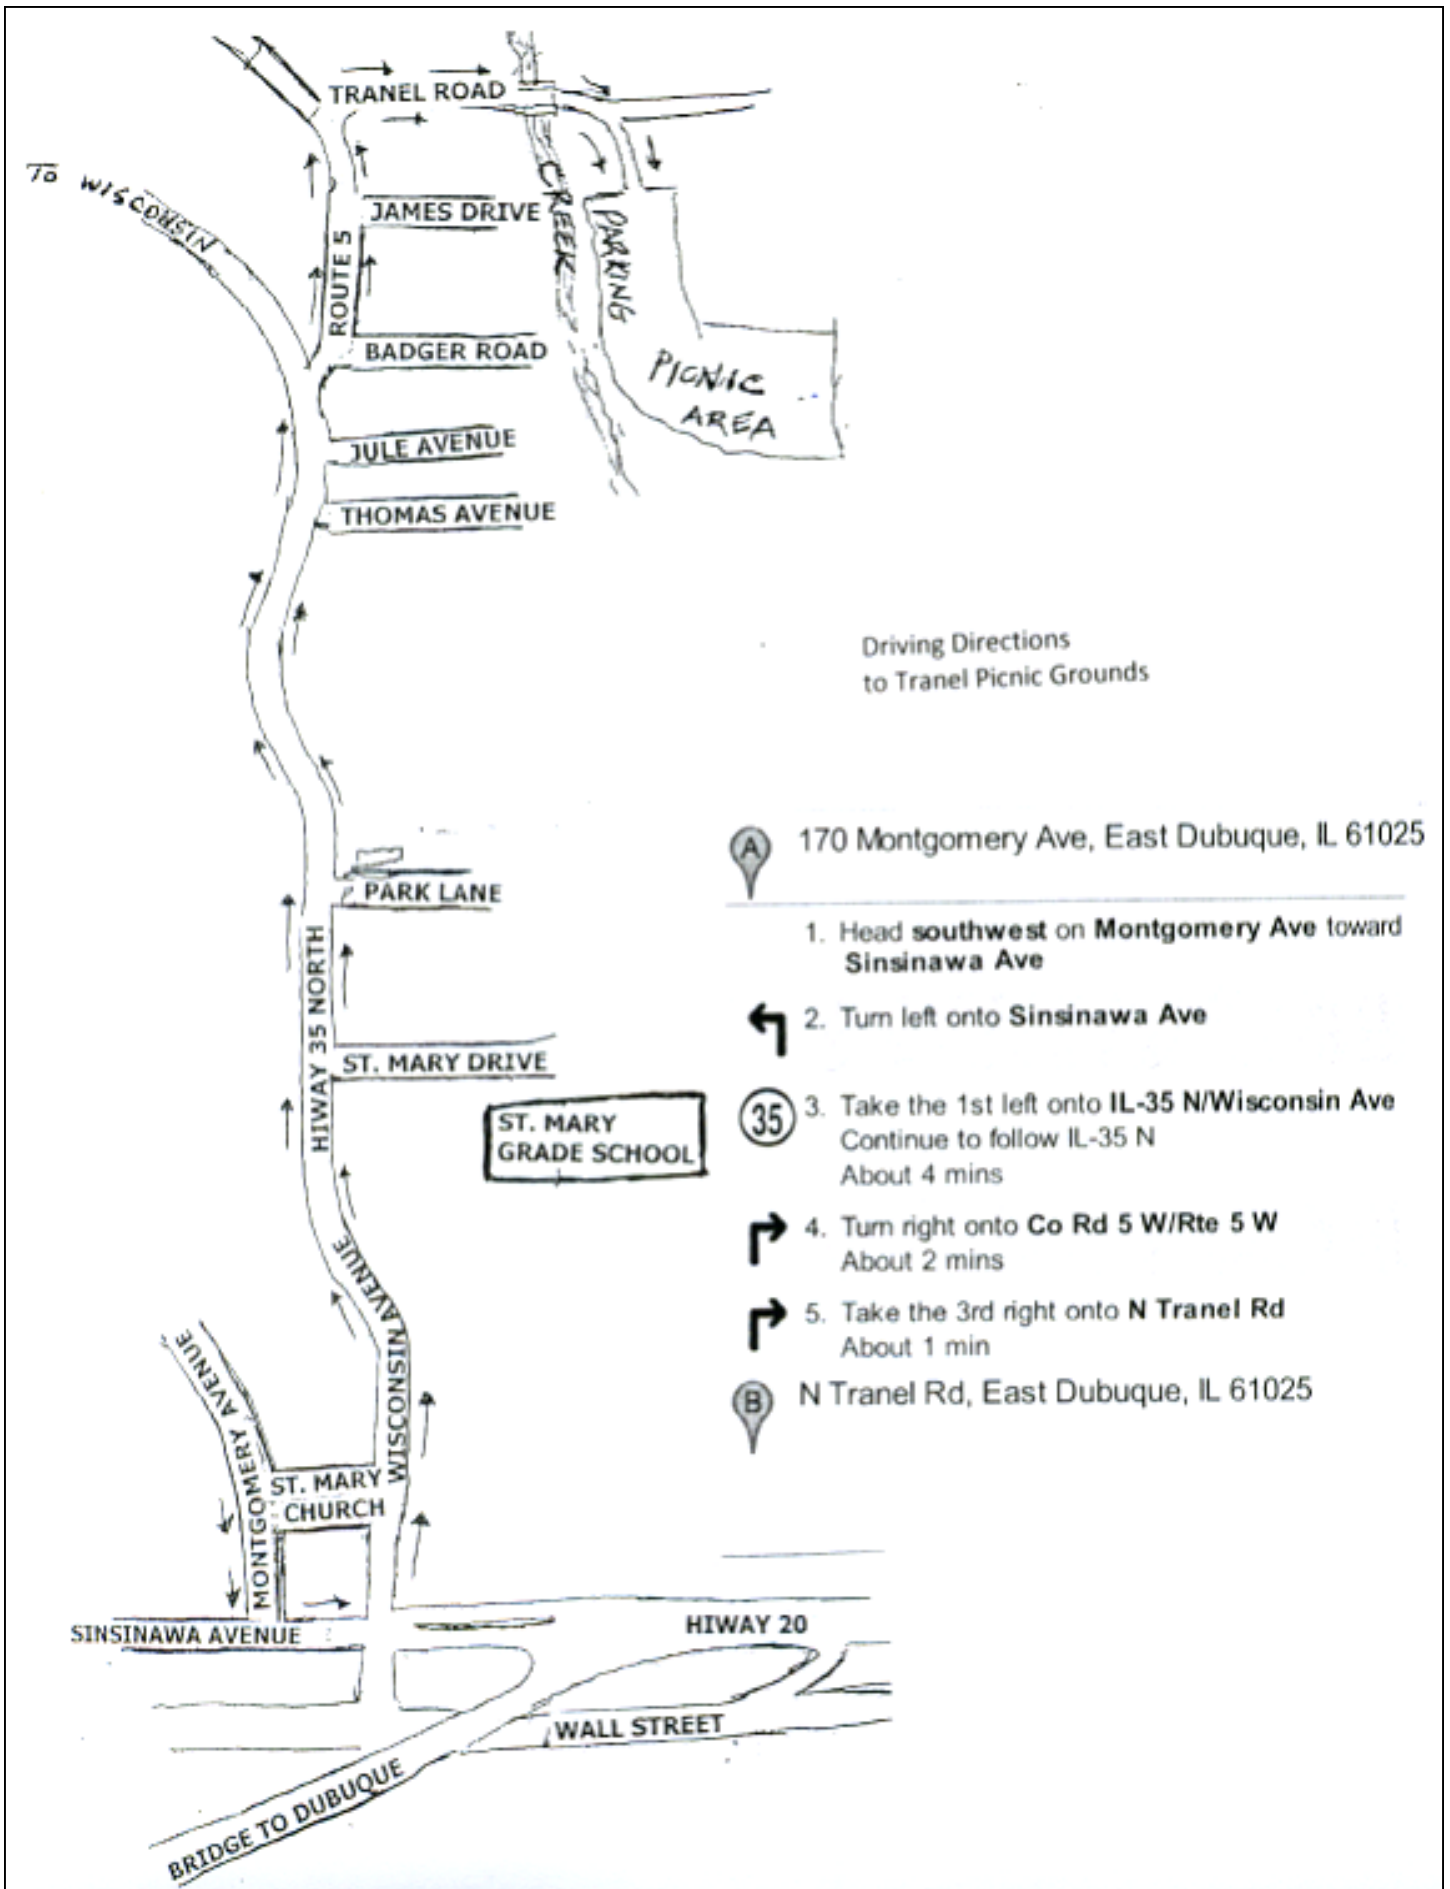 TRANEL ROAD
To WISCONSIN
CREEK
PARKING
JAMES DRIVE
ROUTE 5
BADGER ROAD
PICNIC
AREA
JULE AVENUE
THOMAS AVENUE
Driving Directions
to Tranel Picnic Grounds
A 170 Montgomery Ave, East Dubuque, IL 61025
PARK LANE
1. Head southwest on Montgomery Ave toward
Sinsinawa Ave
HIWAY 35 NORTH
2. Turn left onto Sinsinawa Ave
ST. MARY DRIVE
35 3. Take the 1st left onto IL-35 N/Wisconsin Ave
Continue to follow IL-35 N
About 4 mins
ST. MARY
GRADE SCHOOL
4. Turn right onto Co Rd 5 W/Rte 5 W
About 2 mins
5. Take the 3rd right onto N Tranel Rd
About 1 min
B N Tranel Rd, East Dubuque, IL 61025
WISCONSIN AVENUE
MONTGOMERY AVENUE
ST. MARY
CHURCH
SINSINAWA AVENUE
HIWAY 20
WALL STREET
BRIDGE TO DUBUQUE